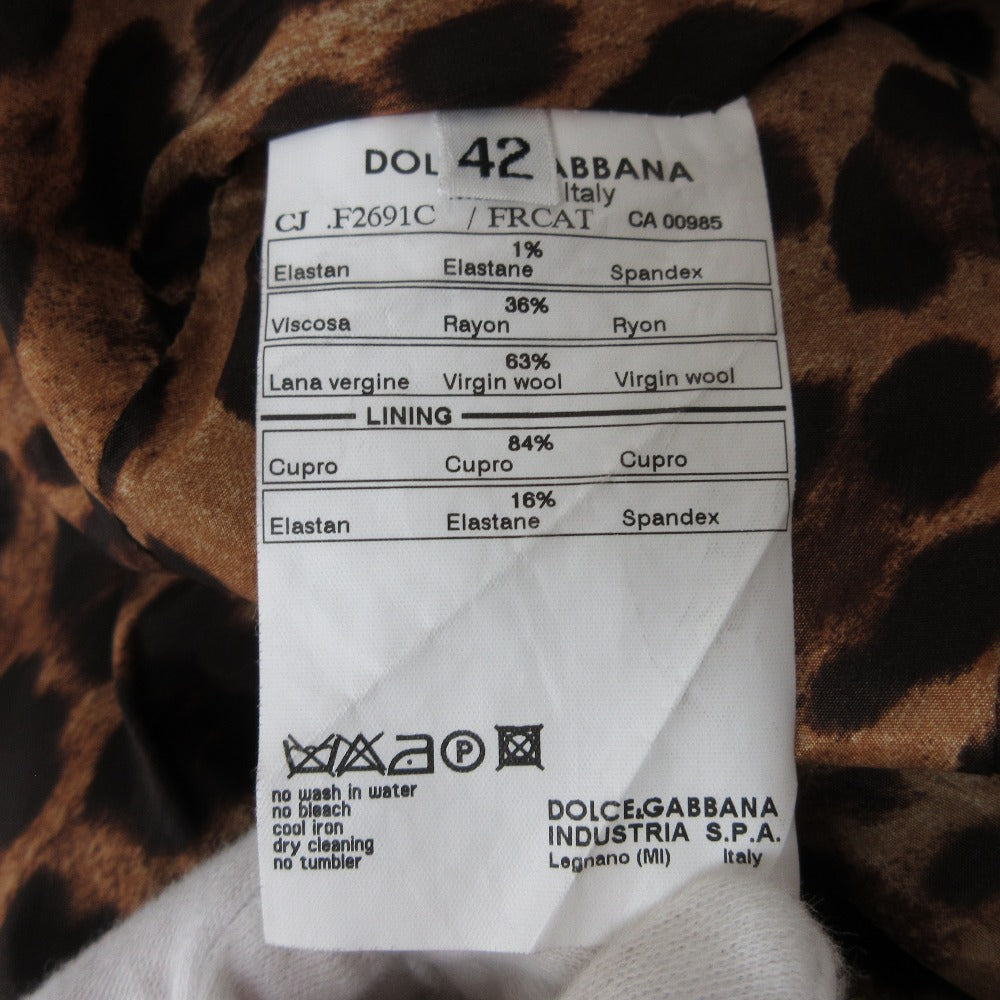 DOL 42 ABBANA
Italy
CJ .F2691C / FRCAT CA 00985
1%
Elastan Elastane Spandex
36%
Viscosa Rayon Ryon
63%
Lana vergine Virgin wool Virgin wool
LINING
84%
Cupro Cupro Cupro
16%
Elastan Elastane Spandex
P
no wash in water
no bleach
cool iron
dry cleaning
no tumbler
DOLCE&GABBANA
INDUSTRIA S.P.A.
Legnano (MI) Italy